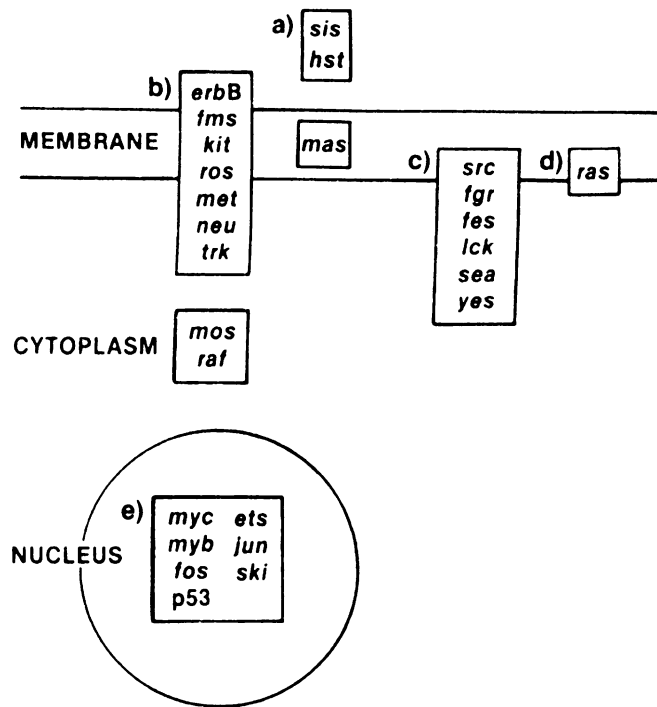 a) sis
hst
b) erbB
fms
kit
ros
met
neu
trk
MEMBRANE
mas
c) src
fgr
fes
lck
sea
yes
d) ras
CYTOPLASM
mos
raf
NUCLEUS
e) myc ets
myb jun
fos ski
p53